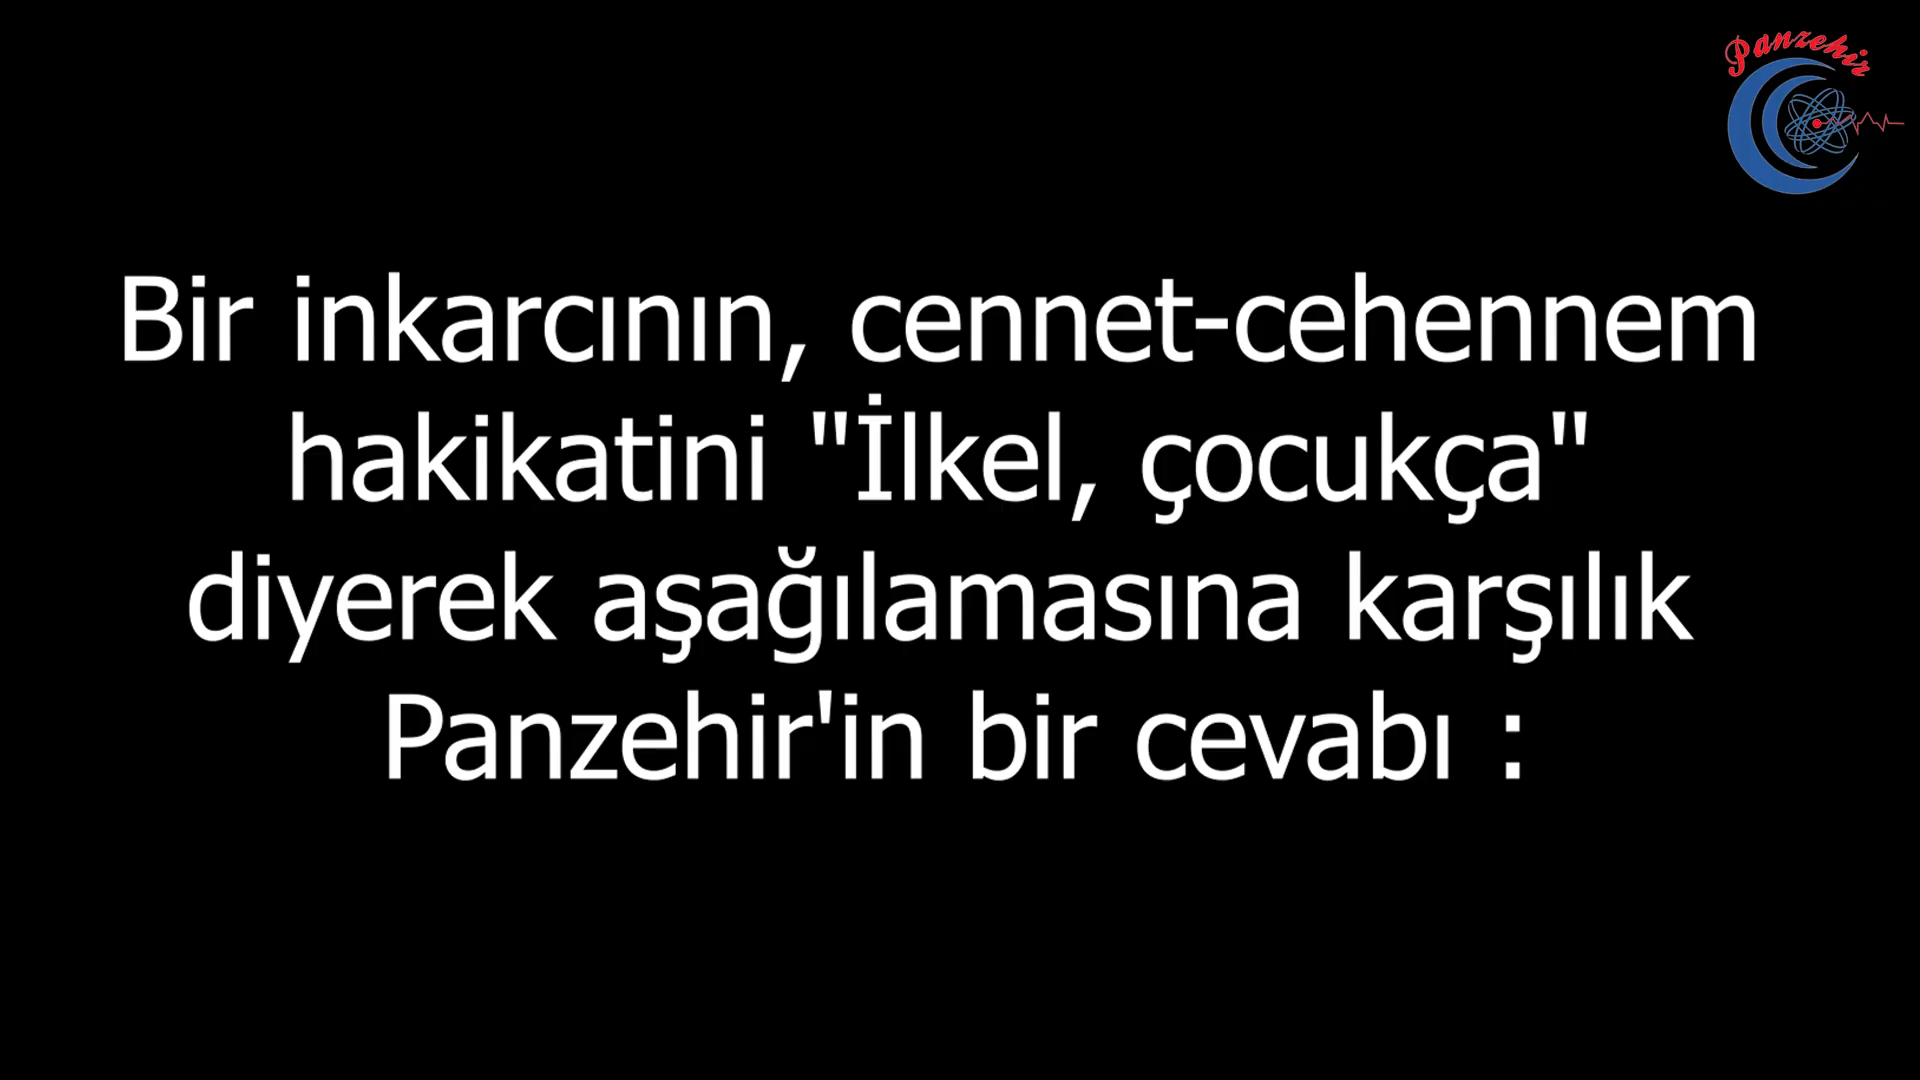 Panzehir
Bir inkarcının, cennet-cehennem
hakikatini "İlkel, çocukça"
diyerek aşağılamasına karşılık
Panzehir'in bir cevabı :